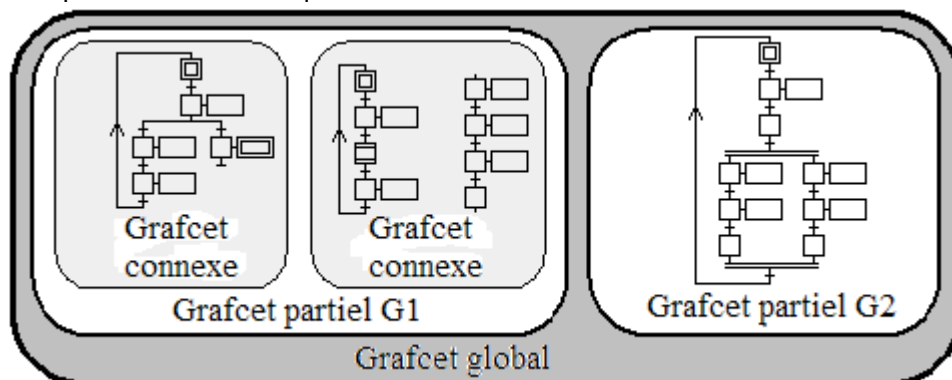 Grafcet
connexe
Grafcet
connexe
Grafcet partiel G1
Grafcet partiel G2
Grafcet global